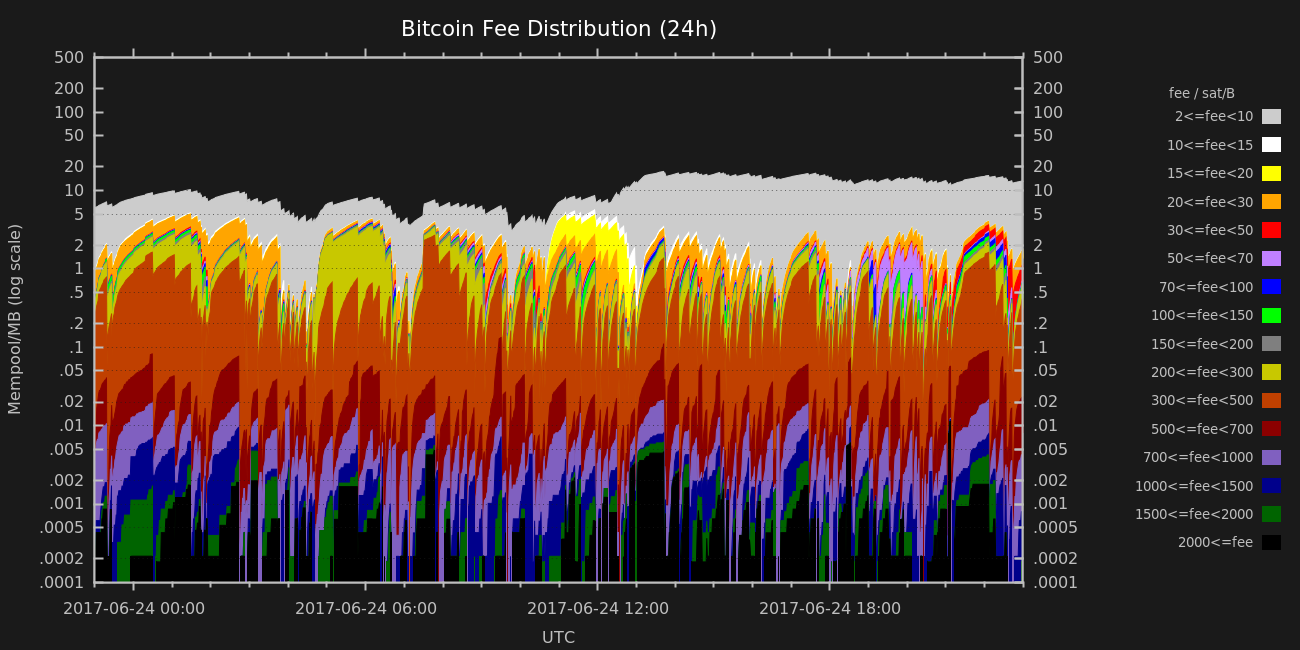 Bitcoin Fee Distribution (24h)
Mempool/MB (log scale)
500
200
100
50
20
10
5
2
1
.5
.2
.1
.05
.02
.01
.005
.002
.001
.0005
.0002
.0001
500
200
100
50
20
10
5
2
1
.5
.2
.1
.05
.02
.01
.005
.002
.001
.0005
.0002
.0001
fee / sat/B
2<=fee<10
10<=fee<15
15<=fee<20
20<=fee<30
30<=fee<50
50<=fee<70
70<=fee<100
100<=fee<150
150<=fee<200
200<=fee<300
300<=fee<500
500<=fee<700
700<=fee<1000
1000<=fee<1500
1500<=fee<2000
2000<=fee
2017-06-24 00:00 2017-06-24 06:00 2017-06-24 12:00 2017-06-24 18:00
UTC